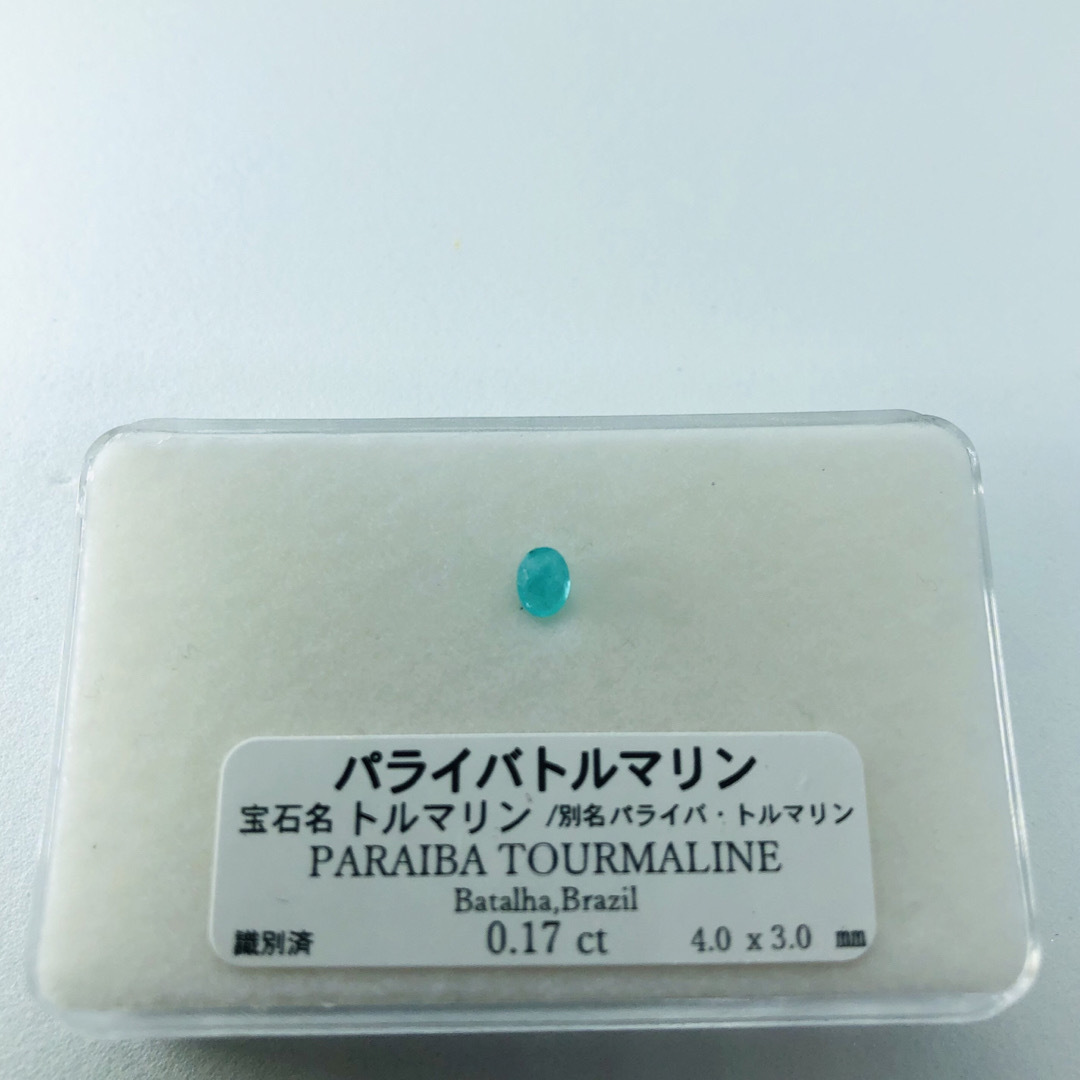 パライバトルマリン
宝石名 トルマリン /別名パライバ・トルマリン
PARAIBA TOURMALINE
Batalha,Brazil
識別済 0.17 ct 4.0 x 3.0 mm